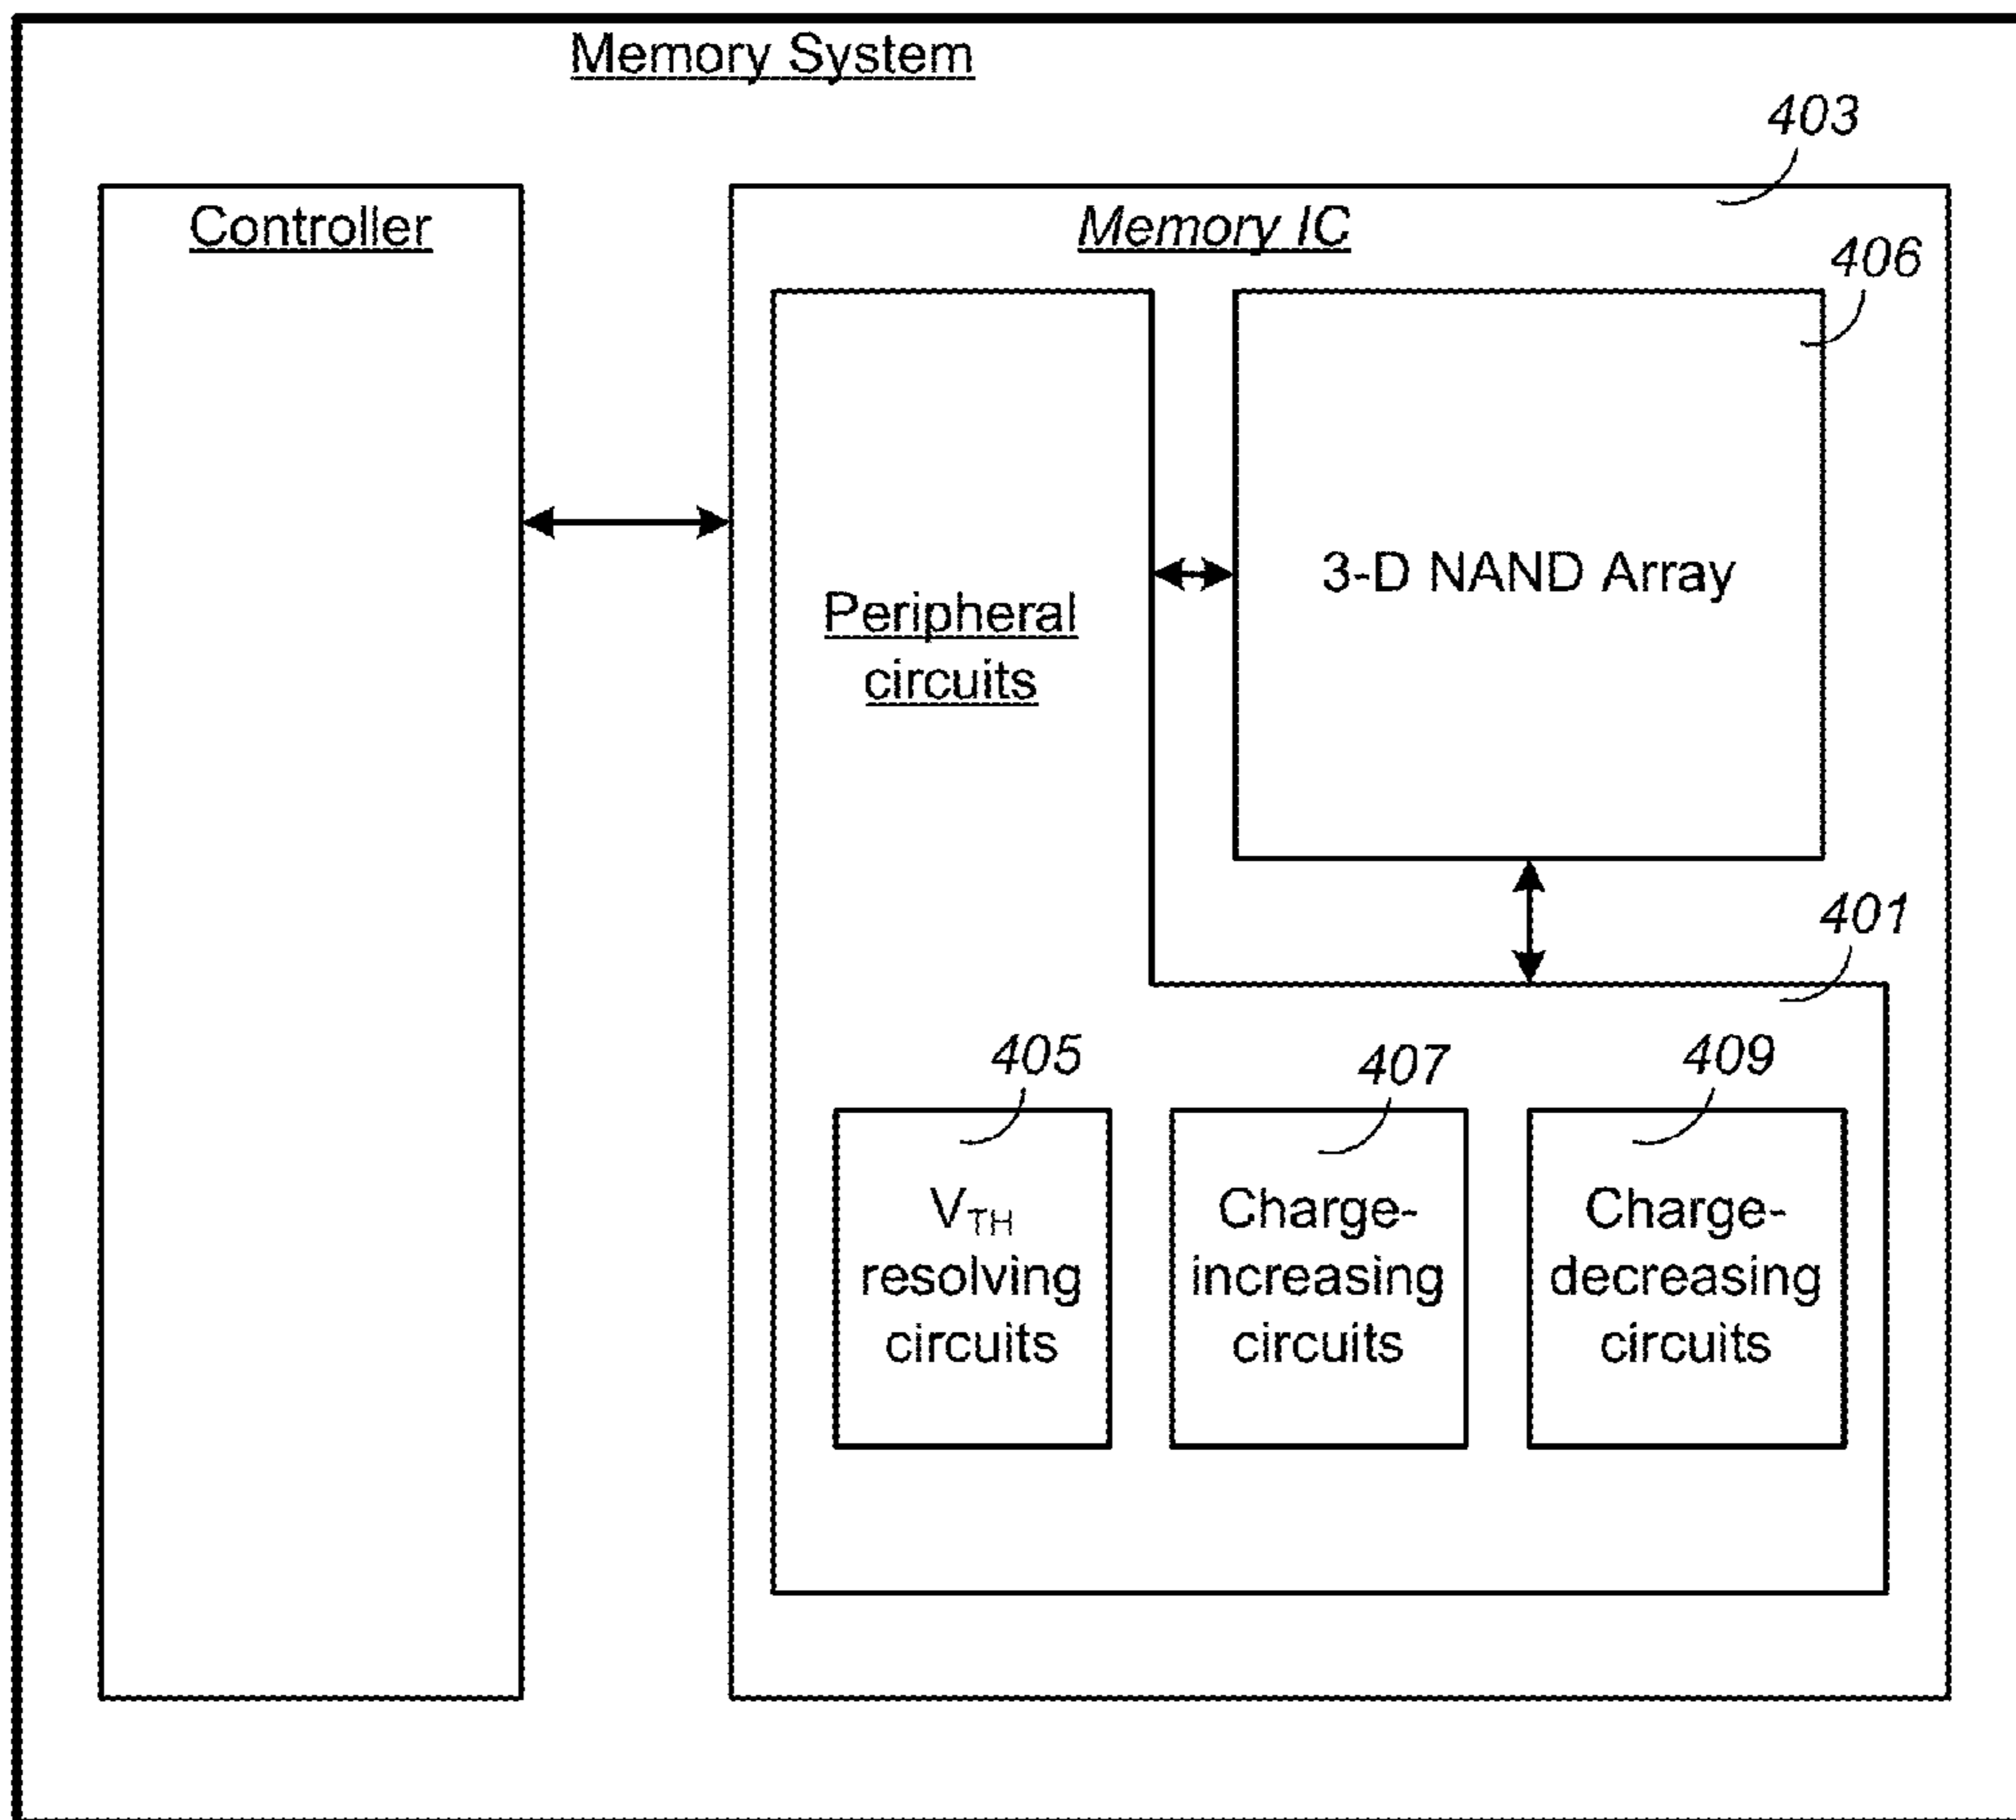 Memory System
403
Controller
Memory IC
406
3-D NAND Array
Peripheral
circuits
401
405
407
409
VTH
resolving
circuits
Charge-
increasing
circuits
Charge-
decreasing
circuits